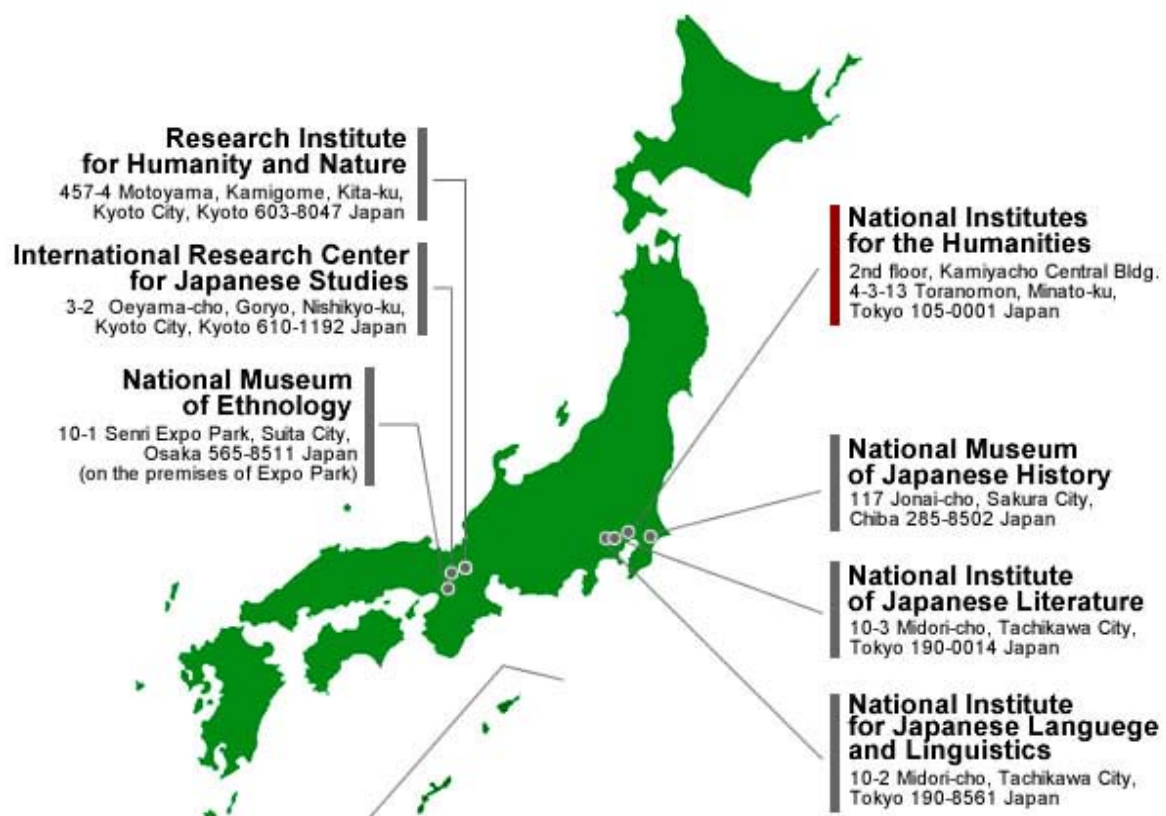 Research Institute
for Humanity and Nature
457-4 Motoyama, Kamigome, Kita-ku,
Kyoto City, Kyoto 603-8047 Japan
International Research Center
for Japanese Studies
3-2 Oeyama-cho, Goryo, Nishikyo-ku,
Kyoto City, Kyoto 610-1192 Japan
National Museum
of Ethnology
10-1 Senri Expo Park, Suita City,
Osaka 565-8511 Japan
(on the premises of Expo Park)
National Institutes
for the Humanities
2nd floor, Kamiyacho Central Bldg.
4-3-13 Toranomon, Minato-ku,
Tokyo 105-0001 Japan
National Museum
of Japanese History
117 Jonai-cho, Sakura City,
Chiba 285-8502 Japan
National Institute
of Japanese Literature
10-3 Midori-cho, Tachikawa City,
Tokyo 190-0014 Japan
National Institute
for Japanese Languege
and Linguistics
10-2 Midori-cho, Tachikawa City,
Tokyo 190-8561 Japan